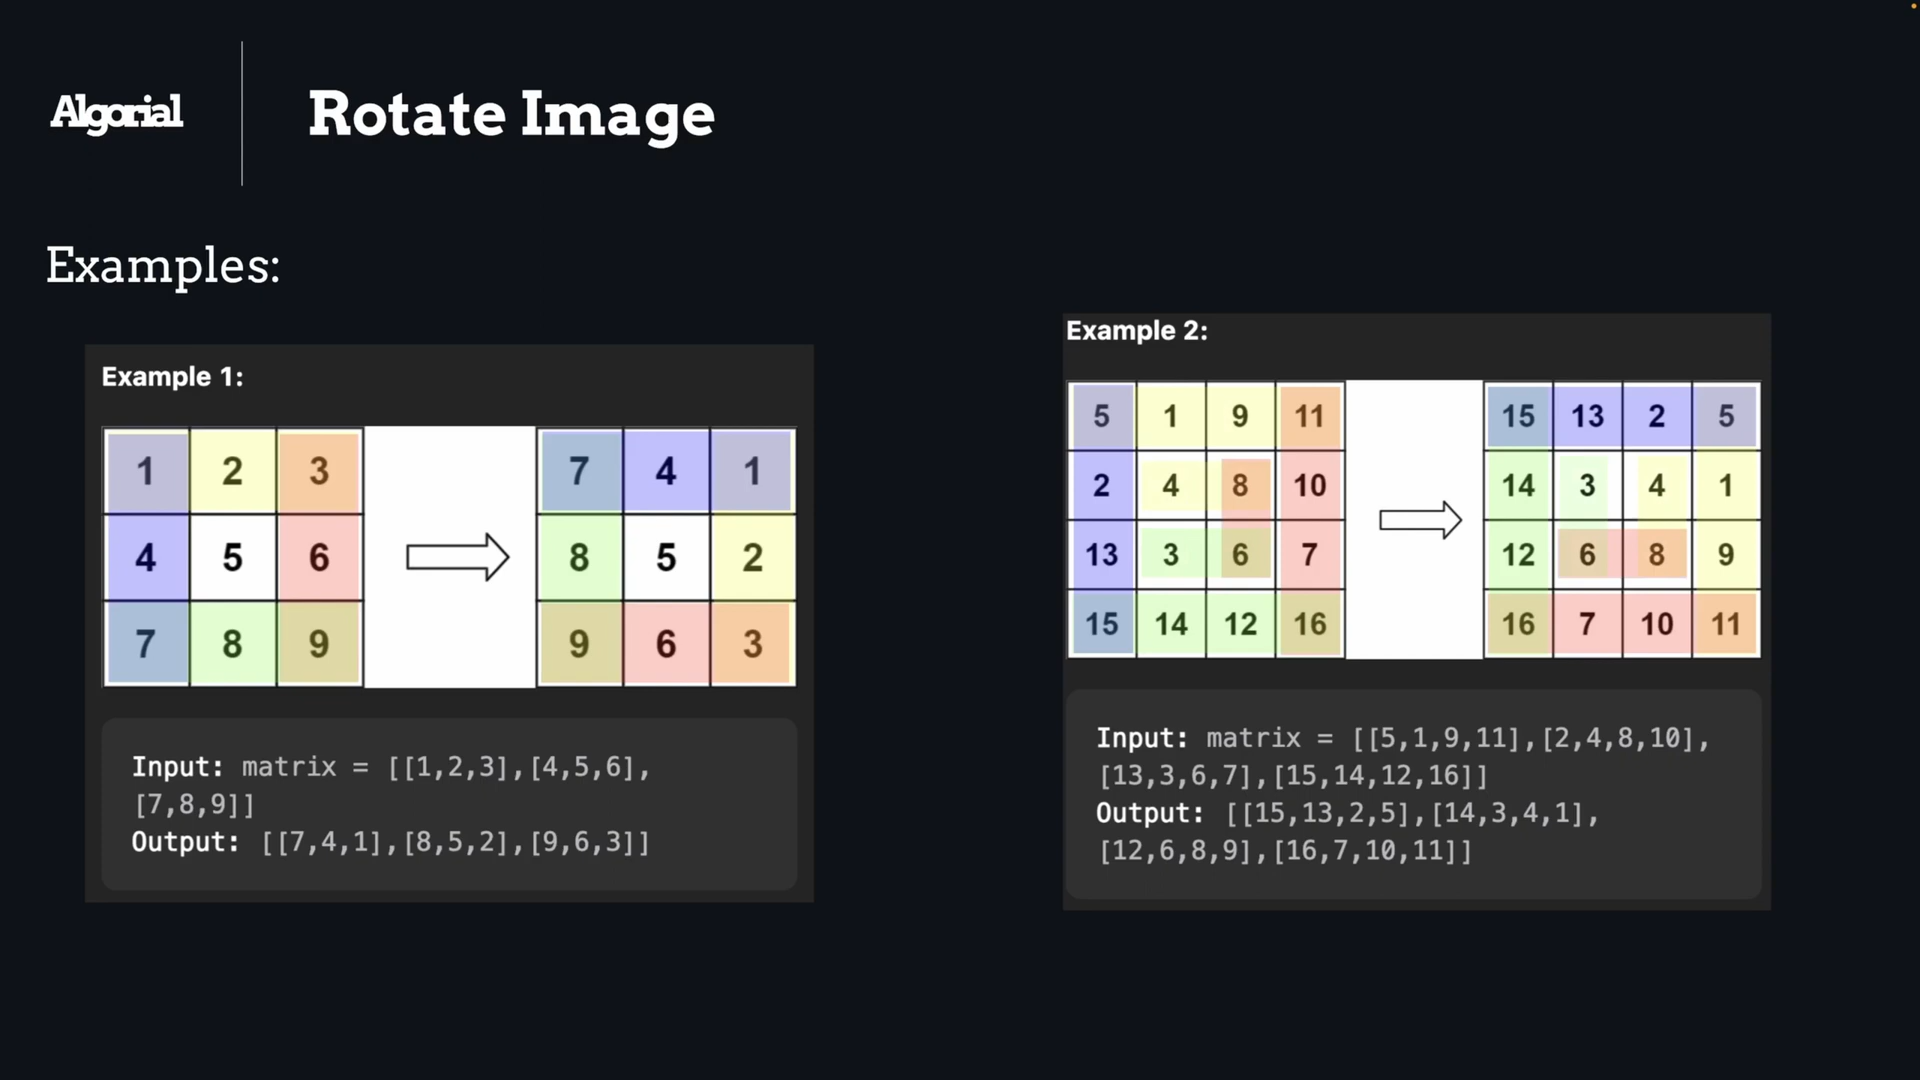 Algorial
Rotate Image
Examples:
Example 1:
1 2 3
4 5 6
7 8 9
7 4 1
8 5 2
9 6 3
Input: matrix = [[1,2,3],[4,5,6],
[7,8,9]]
Output: [[7,4,1],[8,5,2],[9,6,3]]
Example 2:
5 1 9 11
2 4 8 10
13 3 6 7
15 14 12 16
15 13 2 5
14 3 4 1
12 6 8 9
16 7 10 11
Input: matrix = [[5,1,9,11],[2,4,8,10],
[13,3,6,7],[15,14,12,16]]
Output: [[15,13,2,5],[14,3,4,1],
[12,6,8,9],[16,7,10,11]]